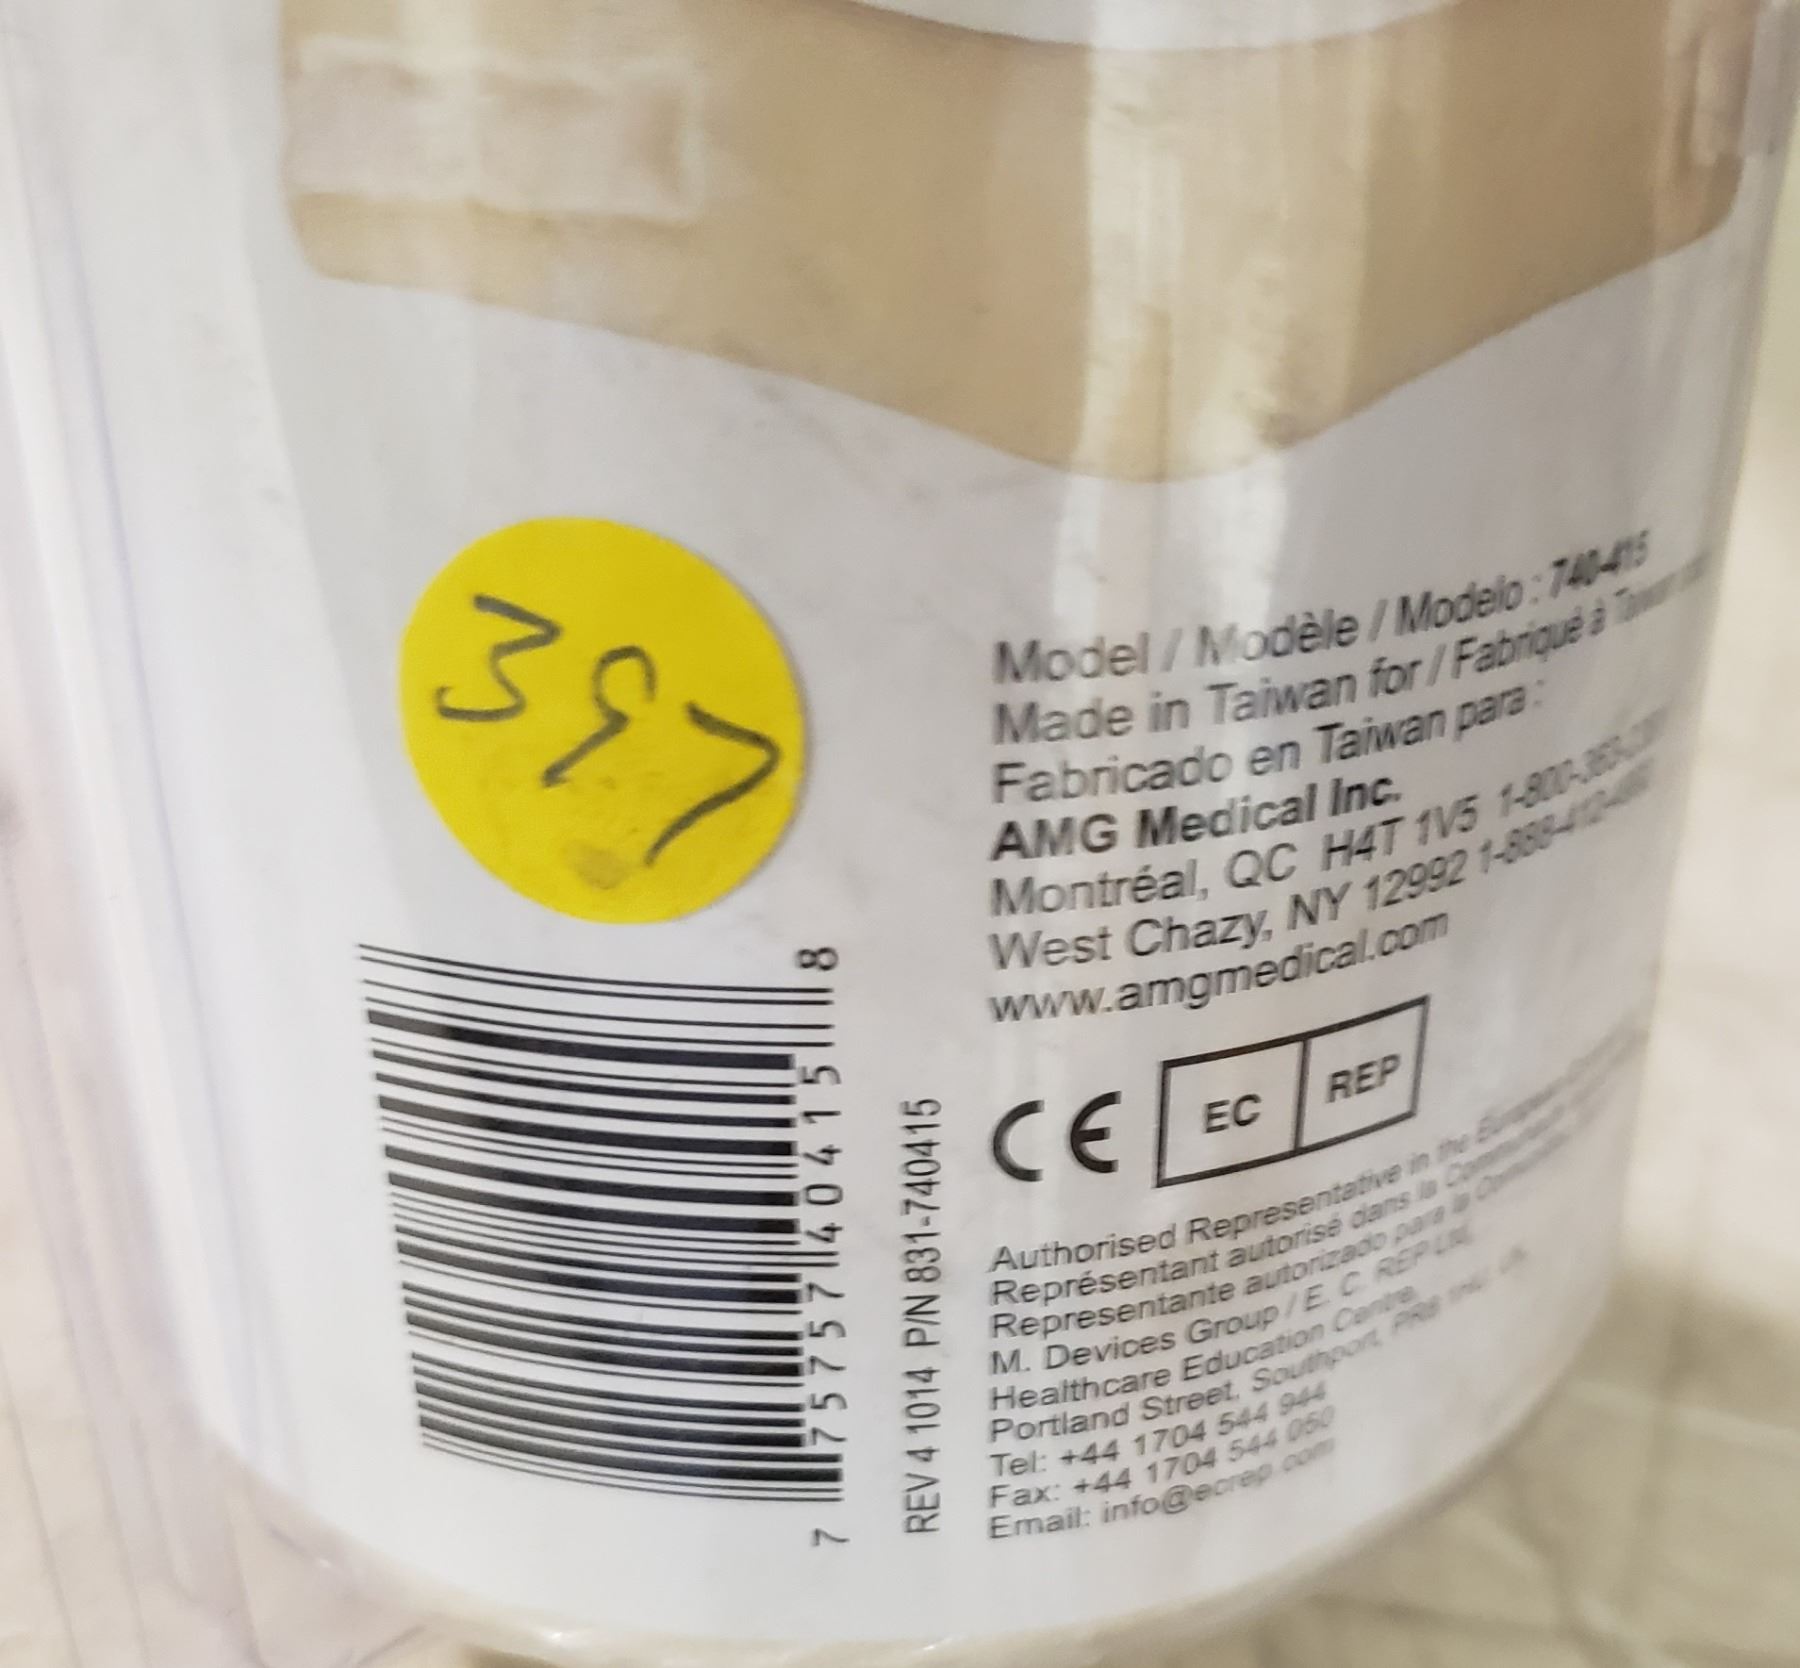 397
Model / Modèle / Modelo : 740-415
Made in Taiwan for / Fabriqué à
Fabricado en Taiwan para :
AMG Medical Inc.
Montréal, QC H4T 1V5
West Chazy, NY 12992
www.amgmedical.com
CE EC REP
Authorised Representative in the
Représentant autorisé dans la
Representante autorizado para la
M. Devices Group / E. C. REP Ltd.
Healthcare Education Centre,
Portland Street, Southport,
Tel: +44 1704 544 944
Fax: +44 1704 544 050
Email: info@ecrep.com
REV 4 1014 P/N 831-740415
7 75757 40415 8